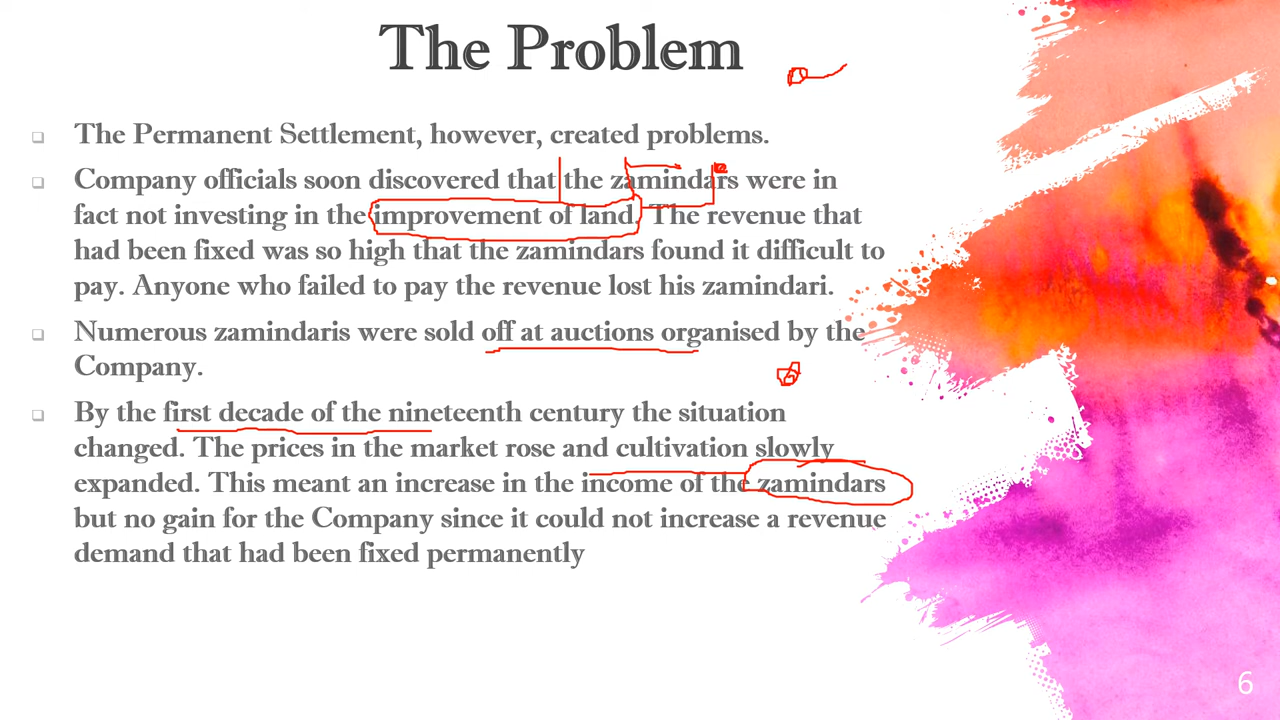 The Problem
The Permanent Settlement, however, created problems.
Company officials soon discovered that the zamindars were in
fact not investing in the improvement of land. The revenue that
had been fixed was so high that the zamindars found it difficult to
pay. Anyone who failed to pay the revenue lost his zamindari.
Numerous zamindaris were sold off at auctions organised by the
Company.
By the first decade of the nineteenth century the situation
changed. The prices in the market rose and cultivation slowly
expanded. This meant an increase in the income of the zamindars
but no gain for the Company since it could not increase a revenue
demand that had been fixed permanently
6